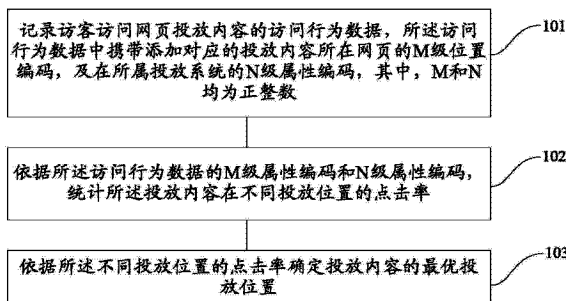 记录访客访问网页投放内容的访问行为数据，所述访问
行为数据中携带添加对应的投放内容所在网页的M级位置
编码，及在所属投放系统的N级属性编码，其中，M和N
均为正整数
101
依据所述访问行为数据的M级属性编码和N级属性编码，
统计所述投放内容在不同投放位置的点击率
102
依据所述不同投放位置的点击率确定投放内容的最优投
放位置
103